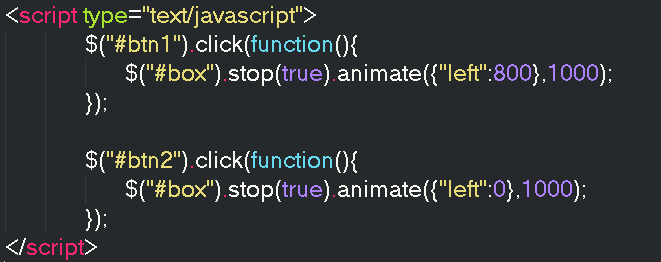 <script type="text/javascript">
$("#btn1").click(function(){
$("#box").stop(true).animate({"left":800},1000);
});
$("#btn2").click(function(){
$("#box").stop(true).animate({"left":0},1000);
});
</script>